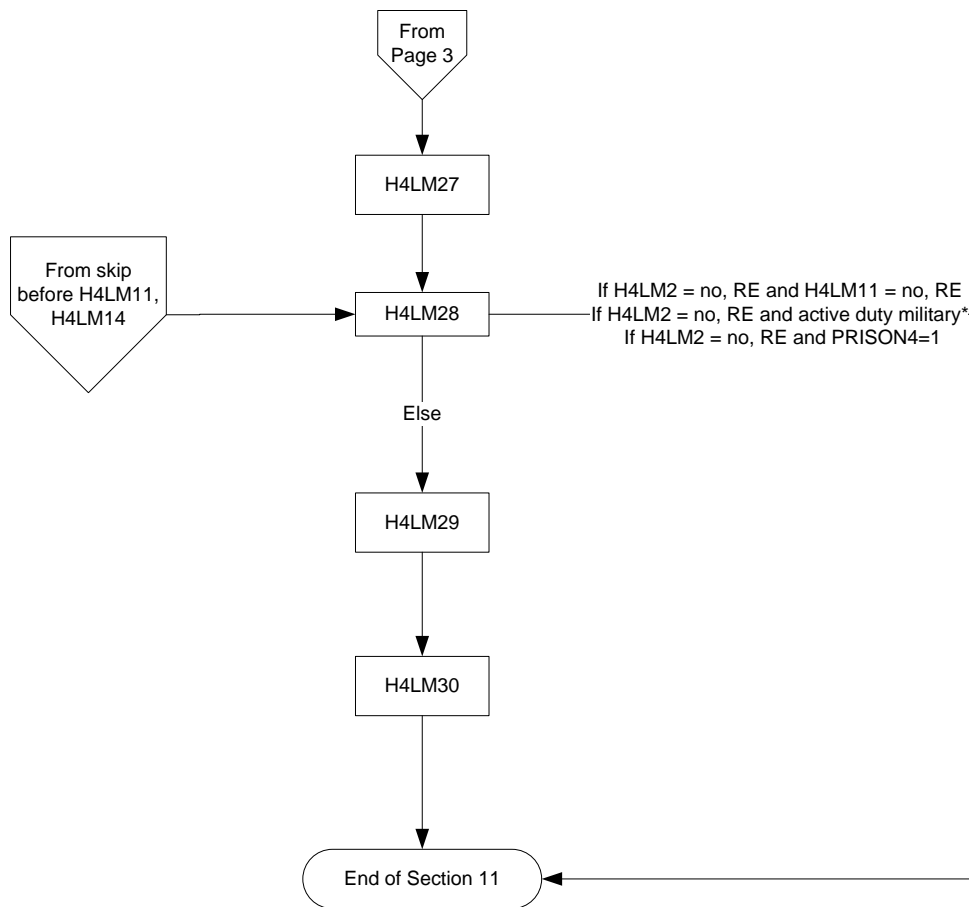 From
Page 3
H4LM27
From skip
before H4LM11,
H4LM14
H4LM28
If H4LM2 = no, RE and H4LM11 = no, RE
If H4LM2 = no, RE and active duty military*
If H4LM2 = no, RE and PRISON4=1
Else
H4LM29
H4LM30
End of Section 11